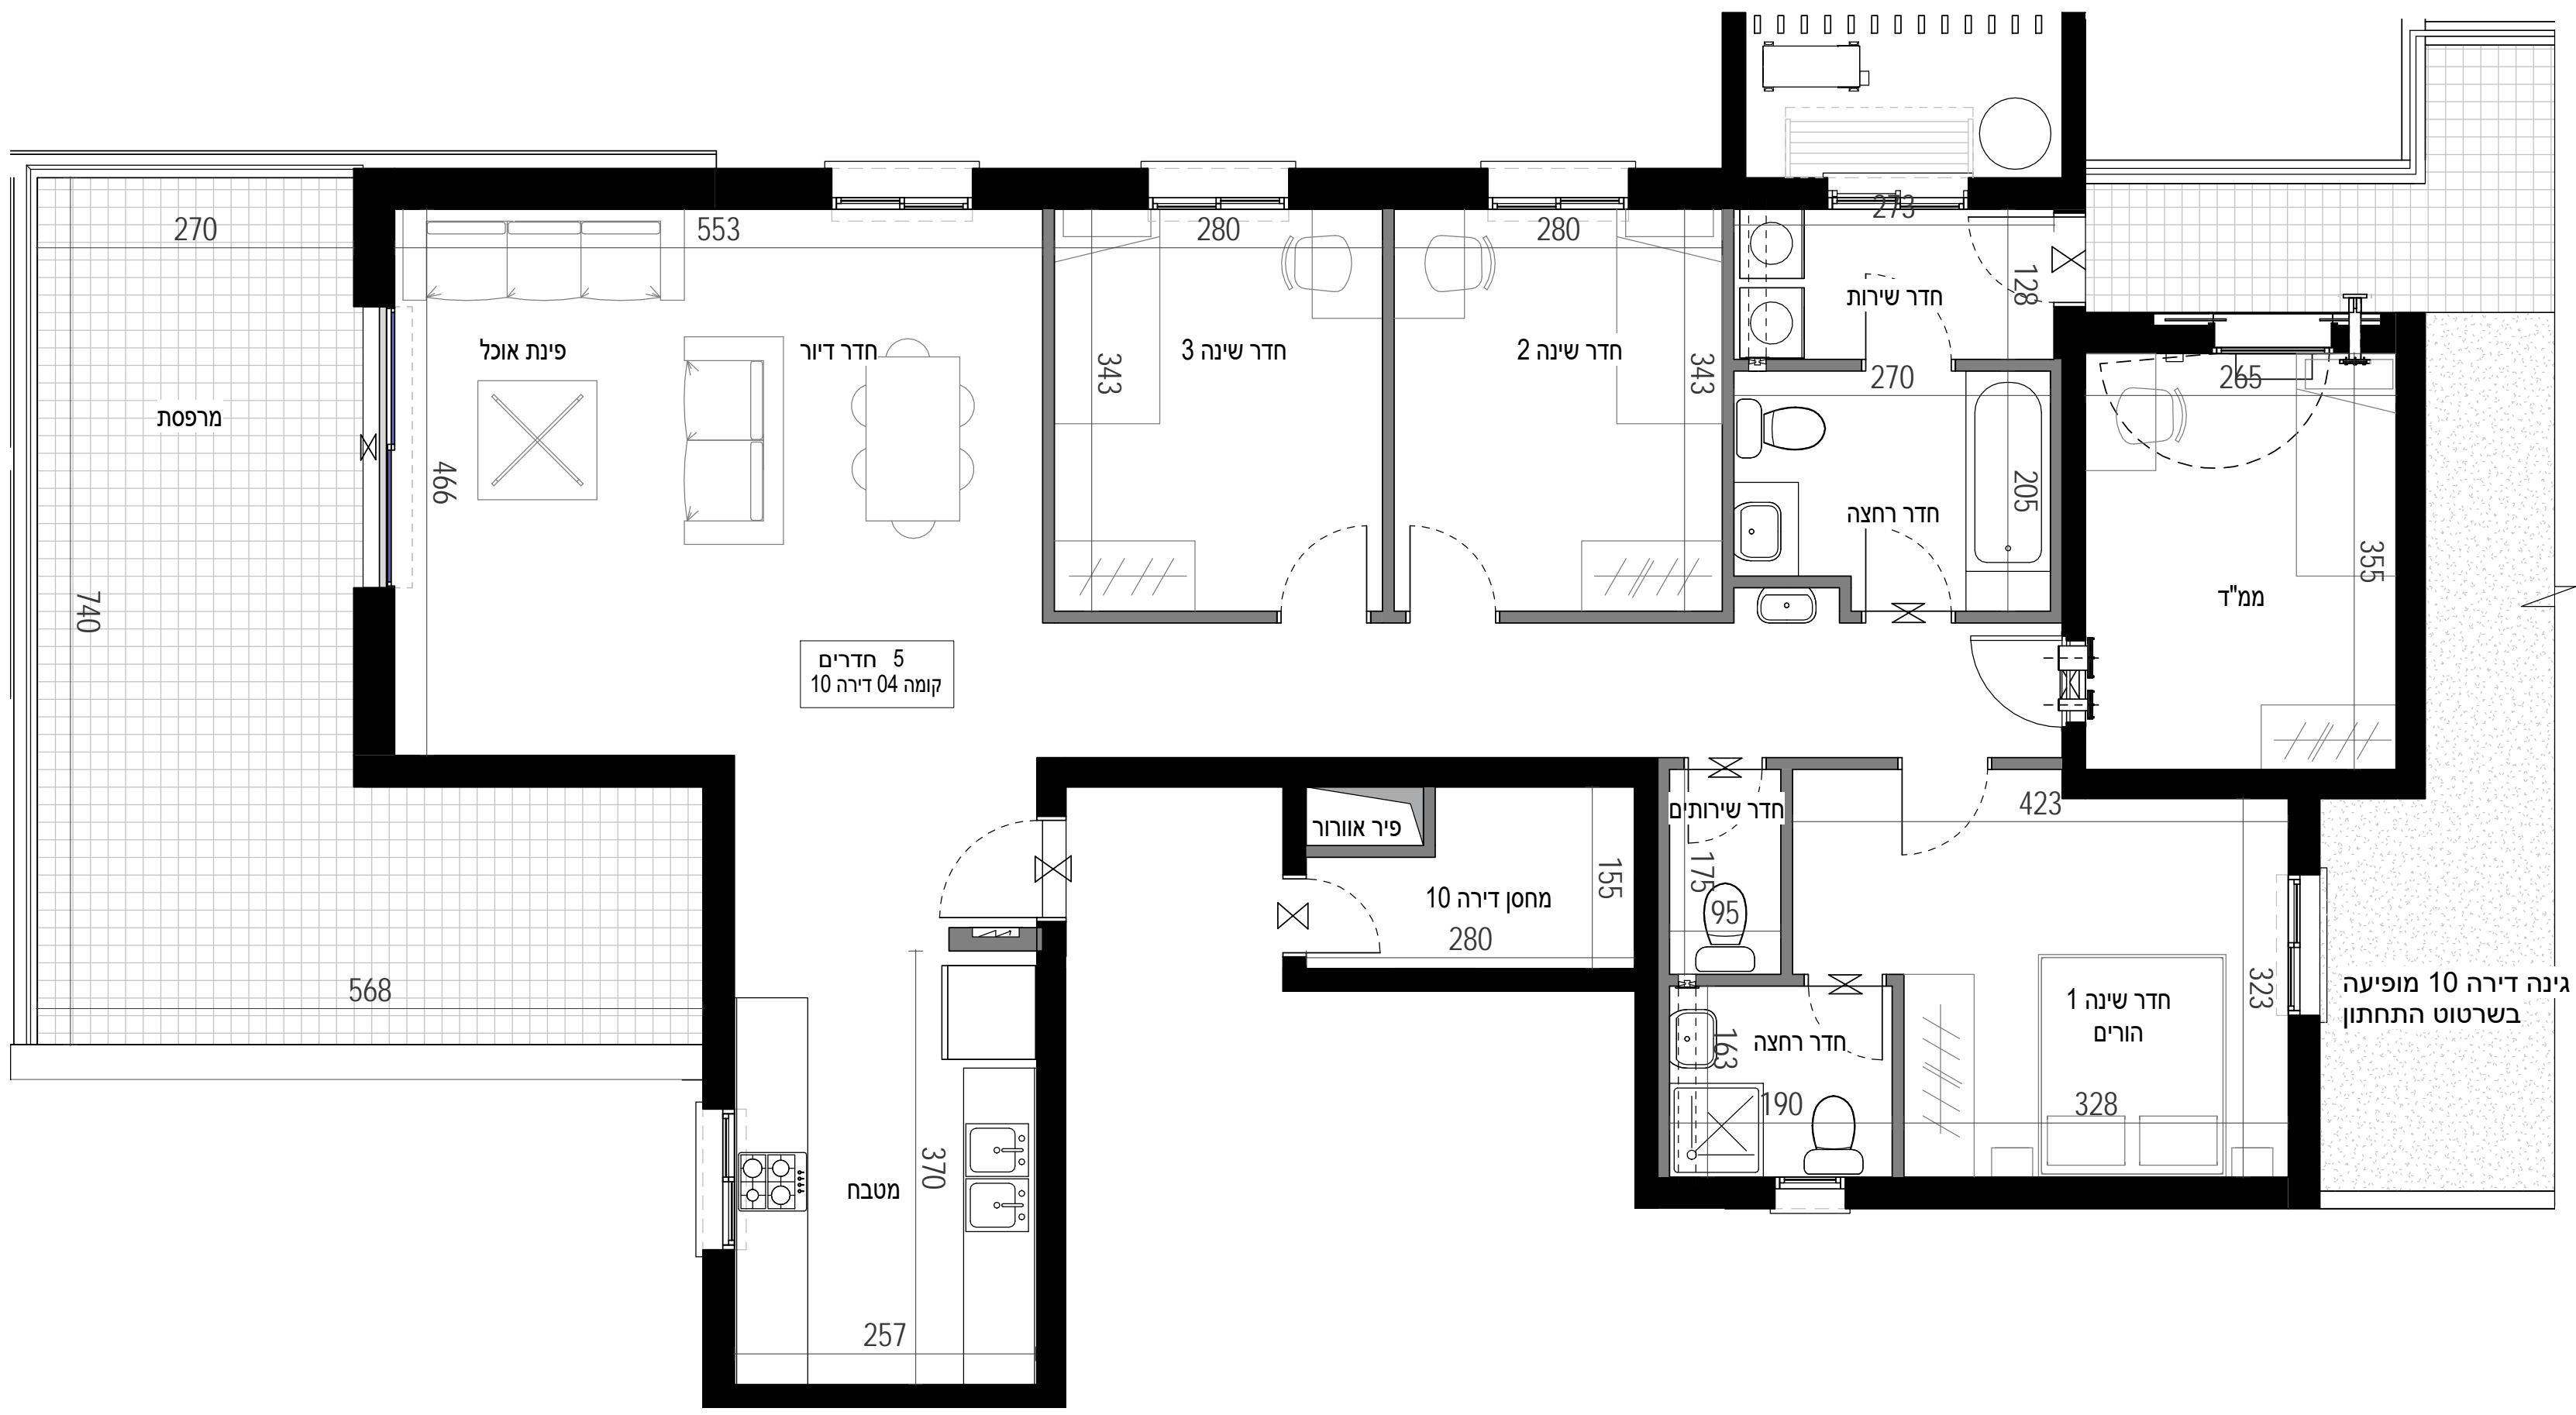 270
553
280
280
273
128
חדר שירות
פינת אוכל
חדר דיור
חדר שינה 3
343
חדר שינה 2
343
270
265
מרפסת
466
חדר רחצה
205
355
ממ"ד
740
5 חדרים
קומה 04 דירה 10
חדר שירותים
423
פיר אוורור
175
155
מחסן דירה 10
95
280
568
323
גינה דירה 10 מופיעה
בשרטוט התחתון
חדר שינה 1
הורים
חדר רחצה
163
190
328
370
מטבח
257